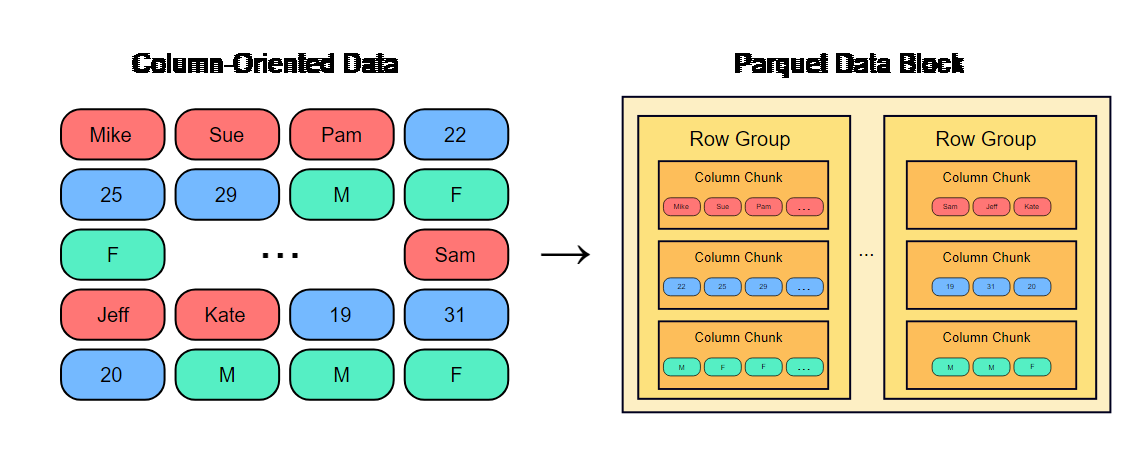 Column-Oriented Data
Mike Sue Pam 22
25 29 M F
F ... Sam
Jeff Kate 19 31
20 M M F
Parquet Data Block
Row Group
Column Chunk
Mike Sue Pam ...
Column Chunk
22 25 29 ...
Column Chunk
M F F ...
...
Row Group
Column Chunk
Sam Jeff Kate
Column Chunk
19 31 20
Column Chunk
M M F